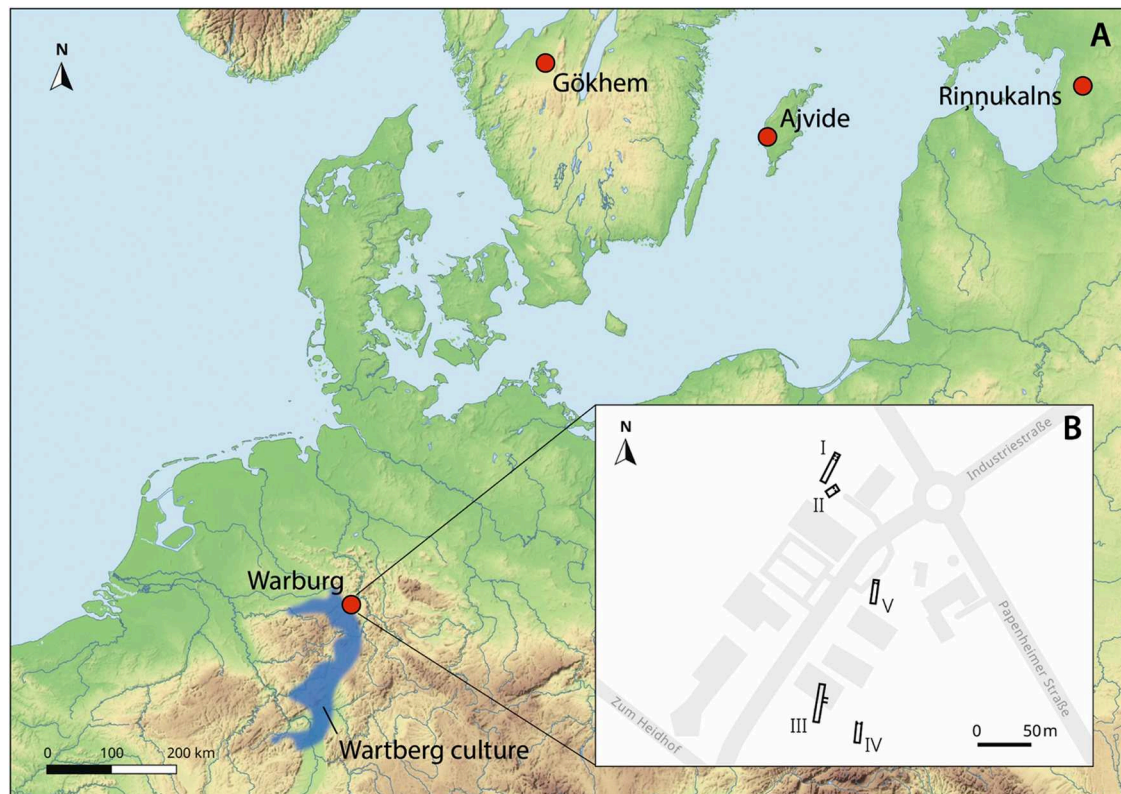 A
N
Gökhem
Ajvide
Riņņukalns
Warburg
Wartberg culture
0 100 200 km
B
N
I
II
V
III
IV
Industriestraße
Papenheimer Straße
Zum Heidhof
0 50 m